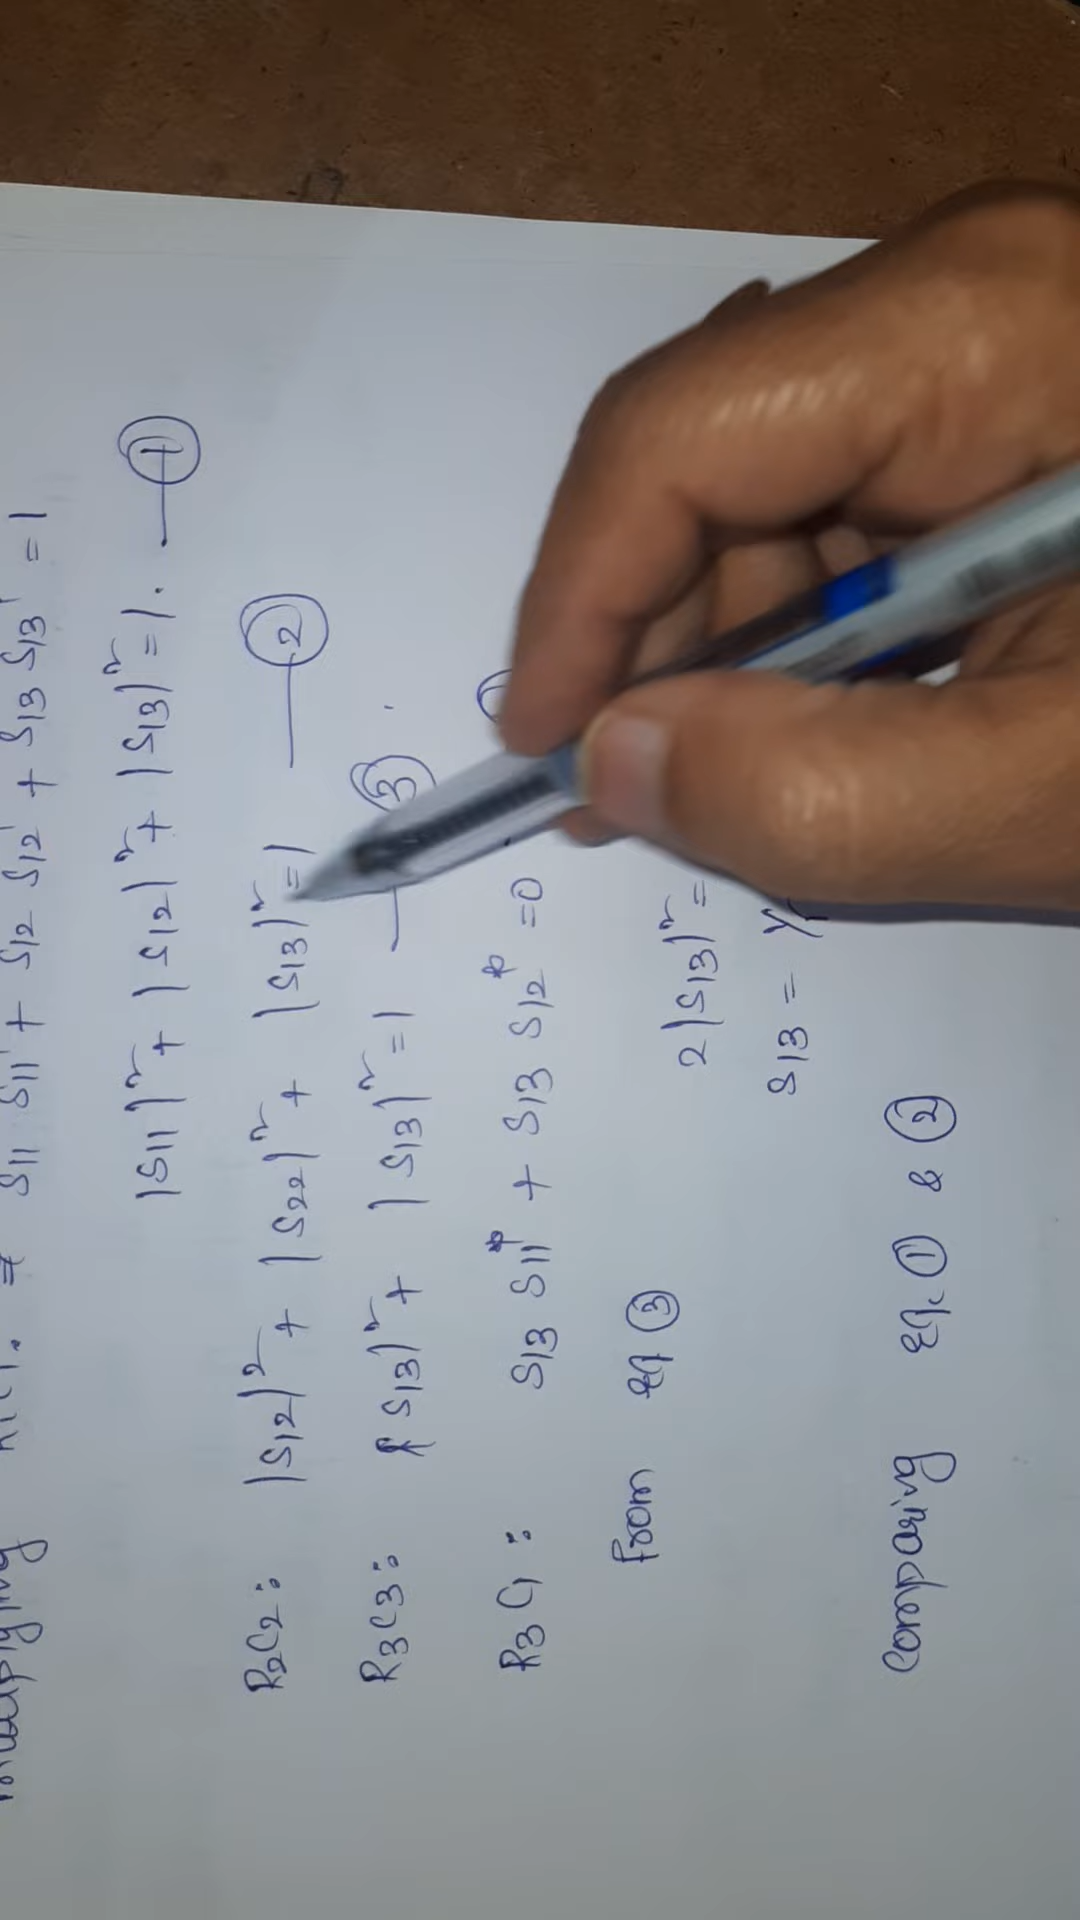 multiplying R1C1. ⇒ S11 S11* + S12 S12* + S13 S13* = 1
|S11|² + |S12|² + |S13|² = 1. — ①
R2C2: |S12|² + |S22|² + |S13|² = 1 — ②
R3C3: |S13|² + |S13|² = 1 — ③
R3C1: S13 S11* + S13 S12* = 0
From eq ③ 2|S13|² =
S13 =
Comparing eq. ① & ②